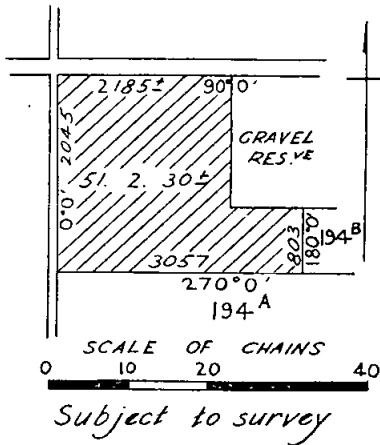 2185± 90°0'
0°0' 2045
GRAVEL
RES.VE
51. 2. 30±
803
180°0'
194B
3057
270°0'
194A
SCALE OF CHAINS
0 10 20 40
Subject to survey